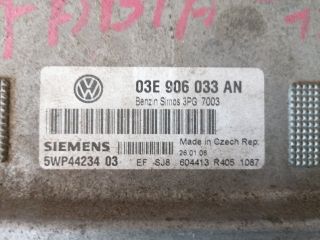 FABIA
03E 906 033 AN
Benzin Simos 3PG 7003
SIEMENS
Made in Czech Rep.
26.01.06
5WP44234 03
EF SJ8 604413 R405 1087